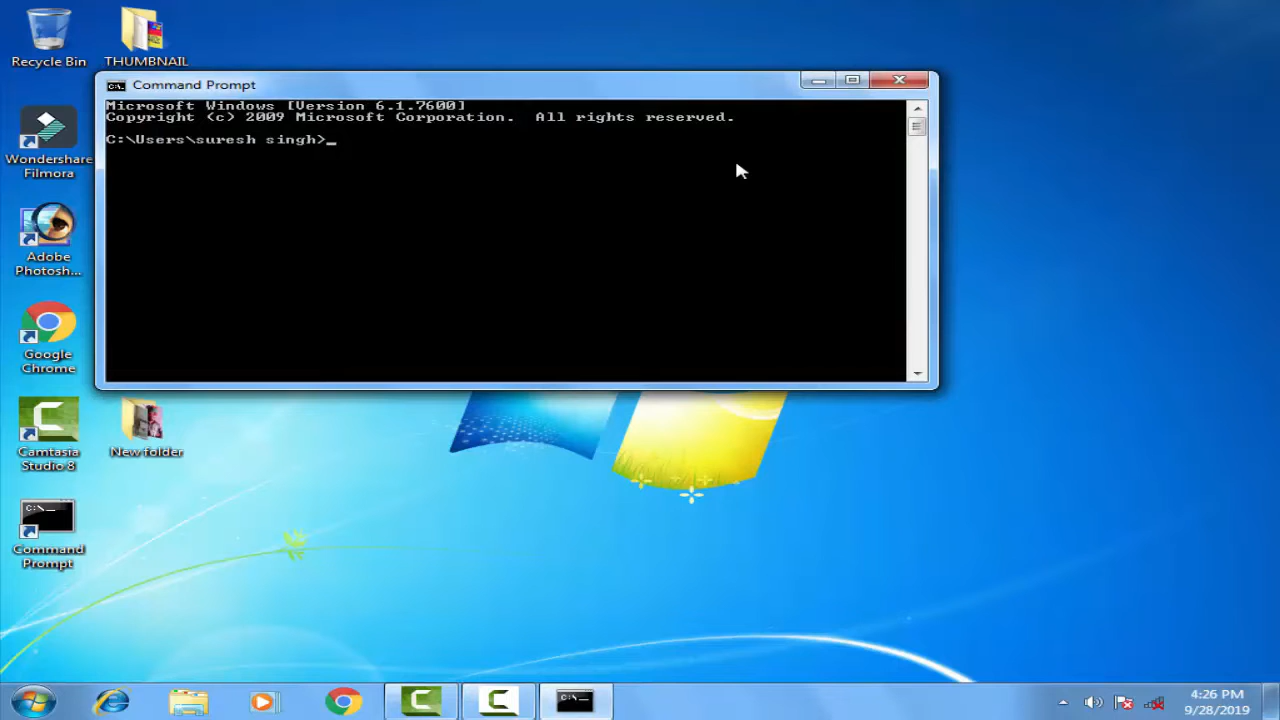 Recycle Bin
THUMBNAIL
Command Prompt
Microsoft Windows [Version 6.1.7600]
Copyright (c) 2009 Microsoft Corporation.  All rights reserved.
C:\Users\suresh singh>_
Wondershare
Filmora
Adobe
Photosh...
Google
Chrome
Camtasia
Studio 8
New folder
C:\_
Command
Prompt
4:26 PM
9/28/2019